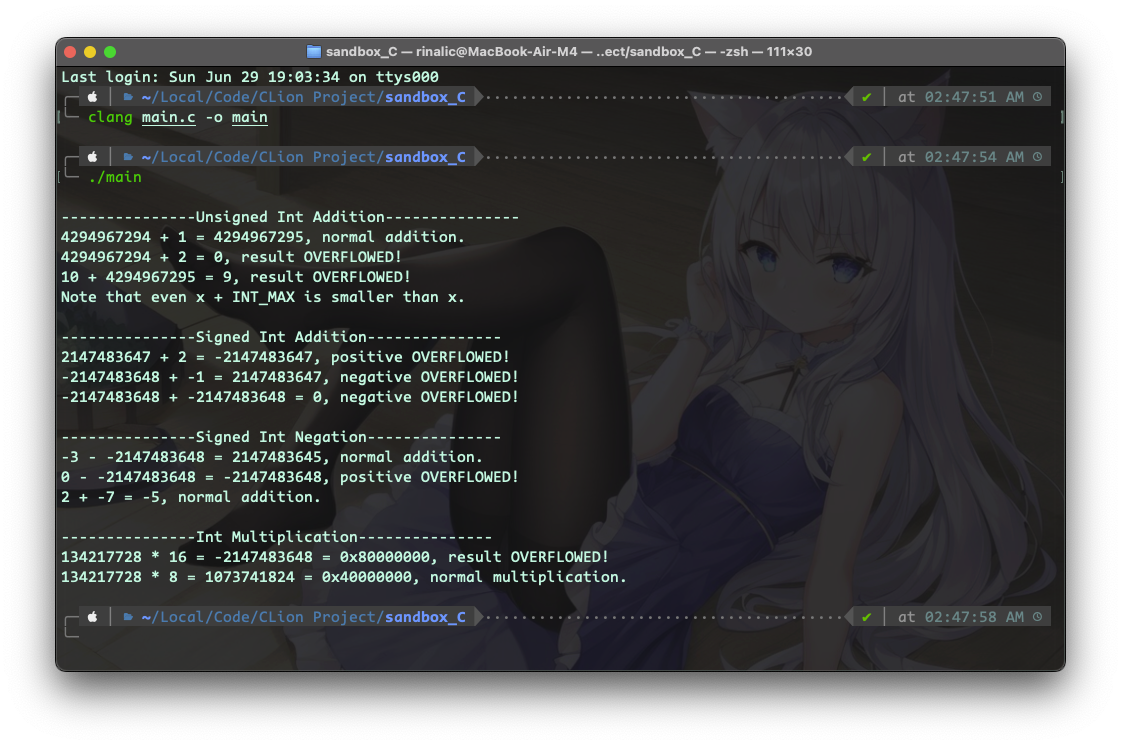 sandbox_C — rinalic@MacBook-Air-M4 — ..ect/sandbox_C — -zsh — 111×30
Last login: Sun Jun 29 19:03:34 on ttys000
~/Local/Code/CLion Project/sandbox_C ✔ at 02:47:51 AM
clang main.c -o main
~/Local/Code/CLion Project/sandbox_C ✔ at 02:47:54 AM
./main
---------------Unsigned Int Addition---------------
4294967294 + 1 = 4294967295, normal addition.
4294967294 + 2 = 0, result OVERFLOWED!
10 + 4294967295 = 9, result OVERFLOWED!
Note that even x + INT_MAX is smaller than x.
---------------Signed Int Addition---------------
2147483647 + 2 = -2147483647, positive OVERFLOWED!
-2147483648 + -1 = 2147483647, negative OVERFLOWED!
-2147483648 + -2147483648 = 0, negative OVERFLOWED!
---------------Signed Int Negation---------------
-3 - -2147483648 = 2147483645, normal addition.
0 - -2147483648 = -2147483648, positive OVERFLOWED!
2 + -7 = -5, normal addition.
---------------Int Multiplication---------------
134217728 * 16 = -2147483648 = 0x80000000, result OVERFLOWED!
134217728 * 8 = 1073741824 = 0x40000000, normal multiplication.
~/Local/Code/CLion Project/sandbox_C ✔ at 02:47:58 AM